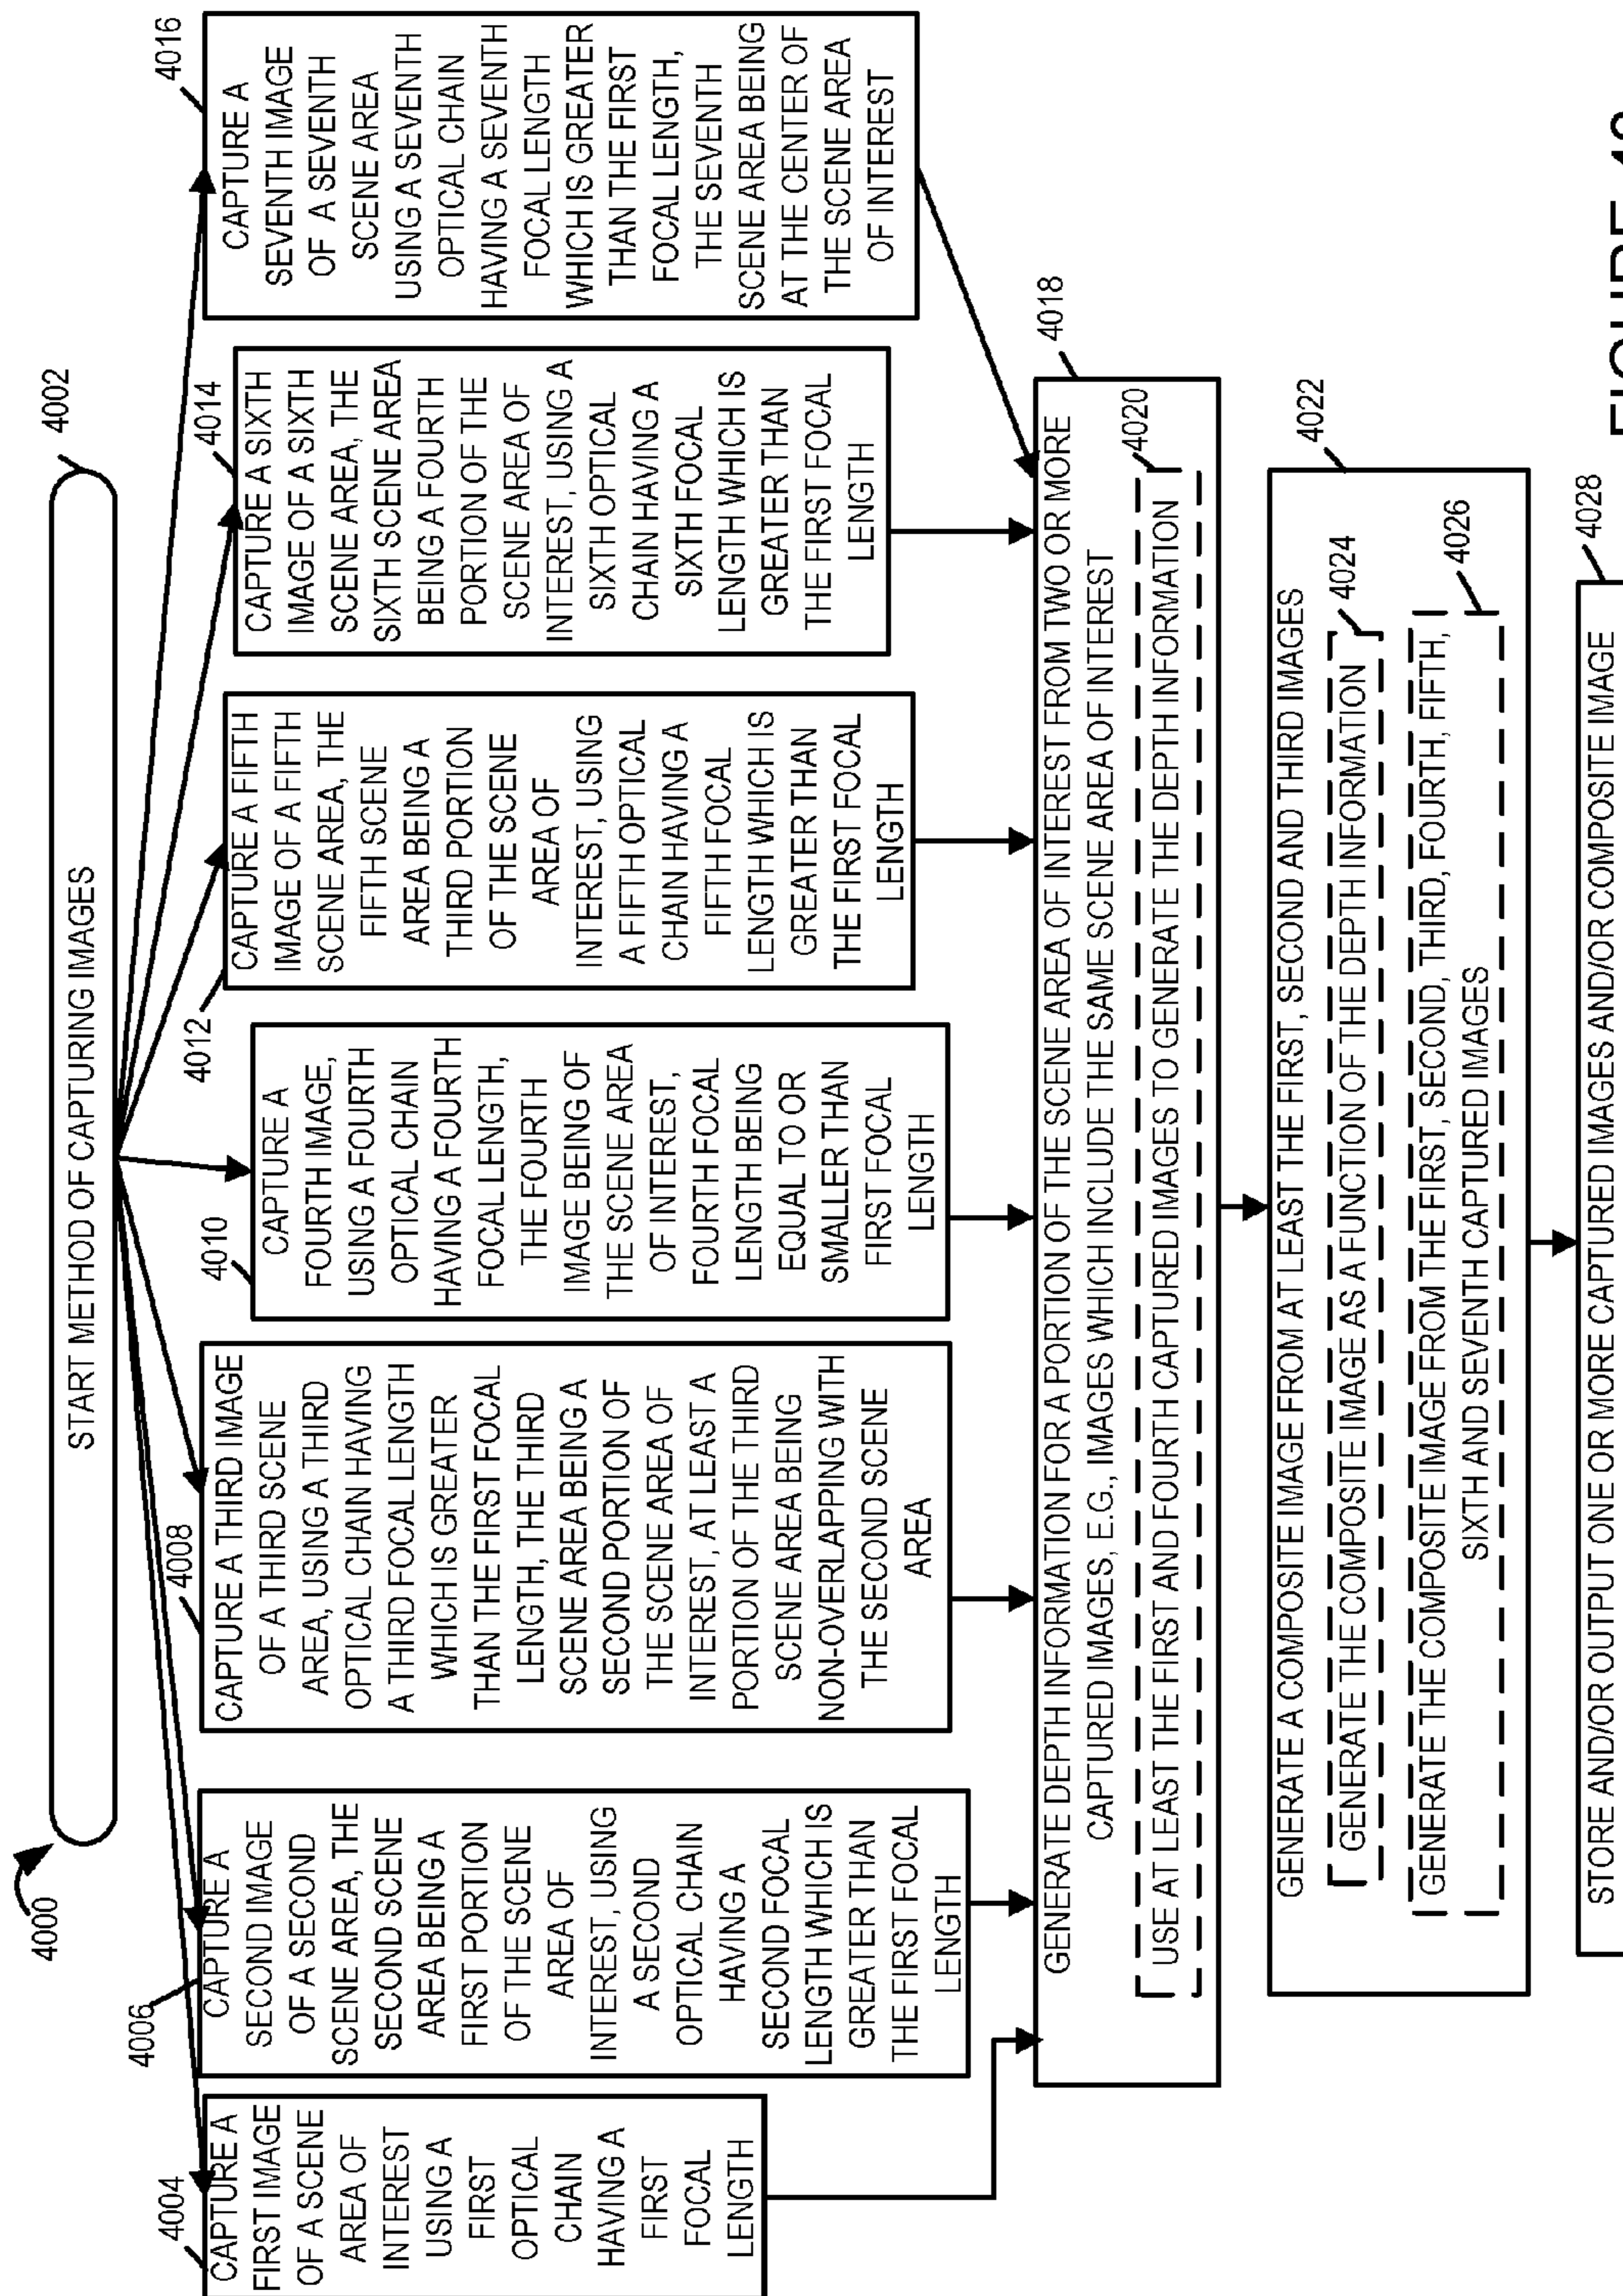 4000
START METHOD OF CAPTURING IMAGES
4002
4004
CAPTURE A
FIRST IMAGE
OF A SCENE
AREA OF
INTEREST
USING A
FIRST
OPTICAL
CHAIN
HAVING A
FIRST
FOCAL
LENGTH
4006
CAPTURE A
SECOND IMAGE
OF A SECOND
SCENE AREA, THE
SECOND SCENE
AREA BEING A
FIRST PORTION
OF THE SCENE
AREA OF
INTEREST, USING
A SECOND
OPTICAL CHAIN
HAVING A
SECOND FOCAL
LENGTH WHICH IS
GREATER THAN
THE FIRST FOCAL
LENGTH
4008
CAPTURE A THIRD IMAGE
OF A THIRD SCENE
AREA, USING A THIRD
OPTICAL CHAIN HAVING
A THIRD FOCAL LENGTH
WHICH IS GREATER
THAN THE FIRST FOCAL
LENGTH, THE THIRD
SCENE AREA BEING A
SECOND PORTION OF
THE SCENE AREA OF
INTEREST, AT LEAST A
PORTION OF THE THIRD
SCENE AREA BEING
NON-OVERLAPPING WITH
THE SECOND SCENE
AREA
4010
CAPTURE A
FOURTH IMAGE,
USING A FOURTH
OPTICAL CHAIN
HAVING A FOURTH
FOCAL LENGTH,
THE FOURTH
IMAGE BEING OF
THE SCENE AREA
OF INTEREST,
FOURTH FOCAL
LENGTH BEING
EQUAL TO OR
SMALLER THAN
FIRST FOCAL
LENGTH
4012
CAPTURE A FIFTH
IMAGE OF A FIFTH
SCENE AREA, THE
FIFTH SCENE
AREA BEING A
THIRD PORTION
OF THE SCENE
AREA OF
INTEREST, USING
A FIFTH OPTICAL
CHAIN HAVING A
FIFTH FOCAL
LENGTH WHICH IS
GREATER THAN
THE FIRST FOCAL
LENGTH
4014
CAPTURE A SIXTH
IMAGE OF A SIXTH
SCENE AREA, THE
SIXTH SCENE AREA
BEING A FOURTH
PORTION OF THE
SCENE AREA OF
INTEREST, USING A
SIXTH OPTICAL
CHAIN HAVING A
SIXTH FOCAL
LENGTH WHICH IS
GREATER THAN
THE FIRST FOCAL
LENGTH
4016
CAPTURE A
SEVENTH IMAGE
OF A SEVENTH
SCENE AREA
USING A SEVENTH
OPTICAL CHAIN
HAVING A SEVENTH
FOCAL LENGTH
WHICH IS GREATER
THAN THE FIRST
FOCAL LENGTH,
THE SEVENTH
SCENE AREA BEING
AT THE CENTER OF
THE SCENE AREA
OF INTEREST
4018
GENERATE DEPTH INFORMATION FOR A PORTION OF THE SCENE AREA OF INTEREST FROM TWO OR MORE
CAPTURED IMAGES, E.G., IMAGES WHICH INCLUDE THE SAME SCENE AREA OF INTEREST
4020
USE AT LEAST THE FIRST AND FOURTH CAPTURED IMAGES TO GENERATE THE DEPTH INFORMATION
4022
GENERATE A COMPOSITE IMAGE FROM AT LEAST THE FIRST, SECOND AND THIRD IMAGES
4024
GENERATE THE COMPOSITE IMAGE AS A FUNCTION OF THE DEPTH INFORMATION
4026
GENERATE THE COMPOSITE IMAGE FROM THE FIRST, SECOND, THIRD, FOURTH, FIFTH,
SIXTH AND SEVENTH CAPTURED IMAGES
4028
STORE AND/OR OUTPUT ONE OR MORE CAPTURED IMAGES AND/OR COMPOSITE IMAGE